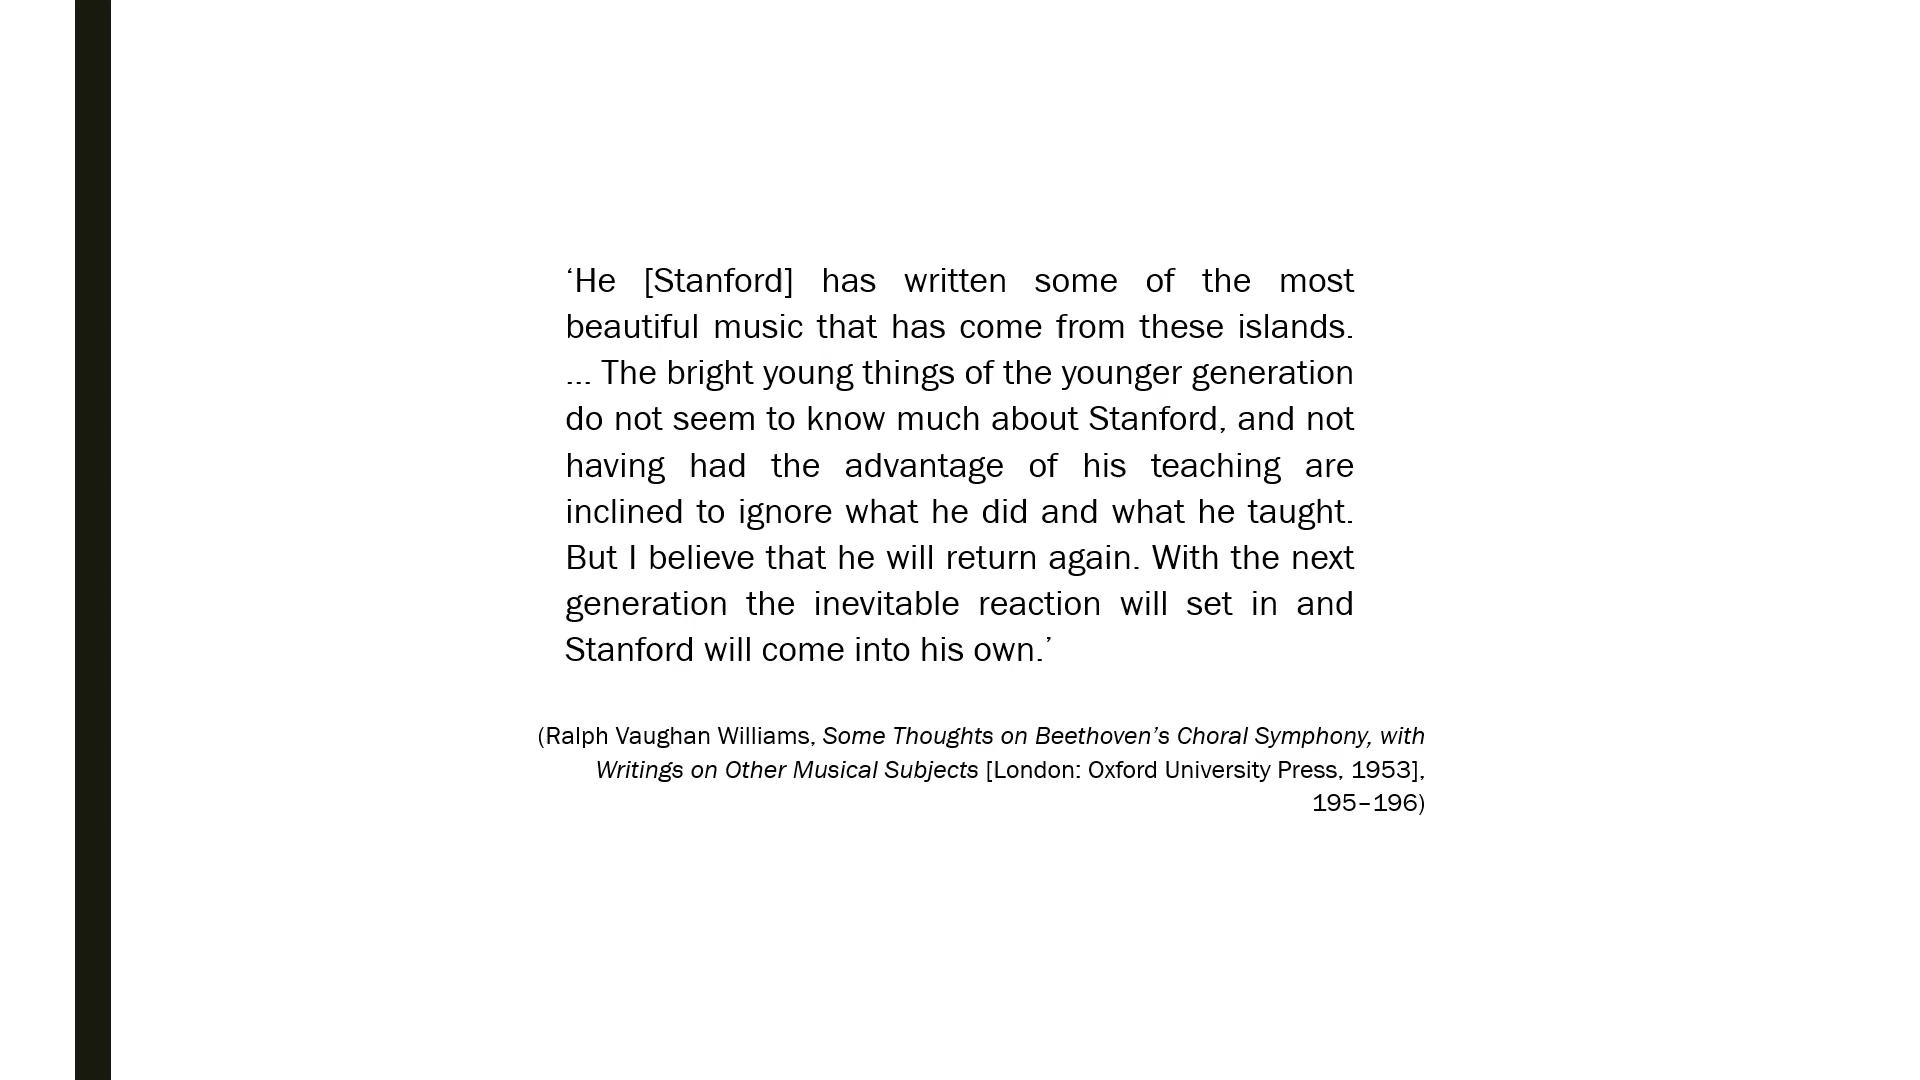 ‘He [Stanford] has written some of the most
beautiful music that has come from these islands.
... The bright young things of the younger generation
do not seem to know much about Stanford, and not
having had the advantage of his teaching are
inclined to ignore what he did and what he taught.
But I believe that he will return again. With the next
generation the inevitable reaction will set in and
Stanford will come into his own.’
(Ralph Vaughan Williams, Some Thoughts on Beethoven’s Choral Symphony, with
Writings on Other Musical Subjects [London: Oxford University Press, 1953],
195–196)